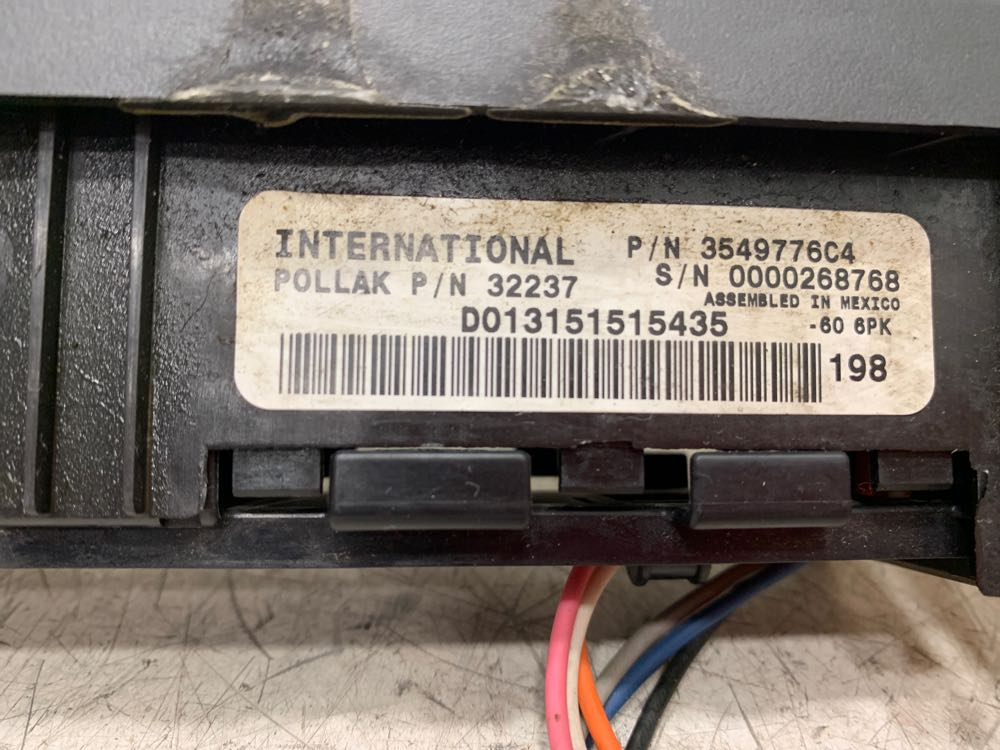 INTERNATIONAL P/N 3549776C4
POLLAK P/N 32237 S/N 0000268768
ASSEMBLED IN MEXICO
D013151515435 -60 6PK
198